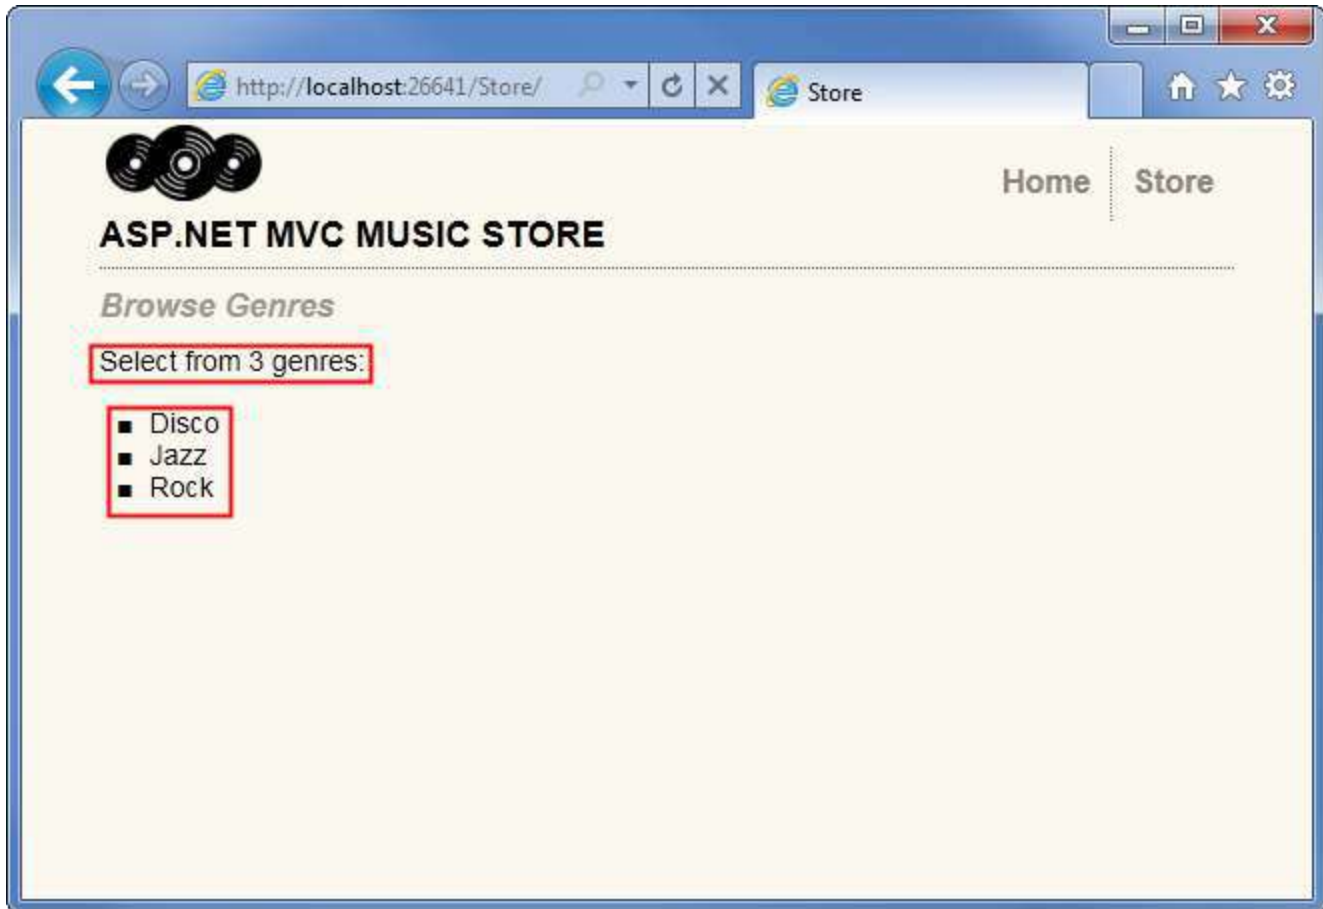 http://localhost:26641/Store/
Store
Home
Store
ASP.NET MVC MUSIC STORE
Browse Genres
Select from 3 genres:
Disco
Jazz
Rock